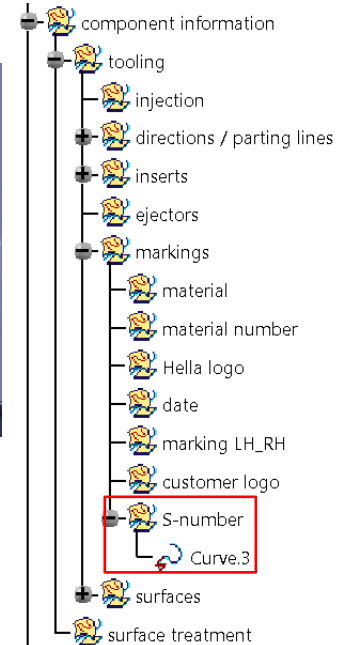 component information
tooling
injection
directions / parting lines
inserts
ejectors
markings
material
material number
Hella logo
date
marking LH_RH
customer logo
S-number
Curve.3
surfaces
surface treatment